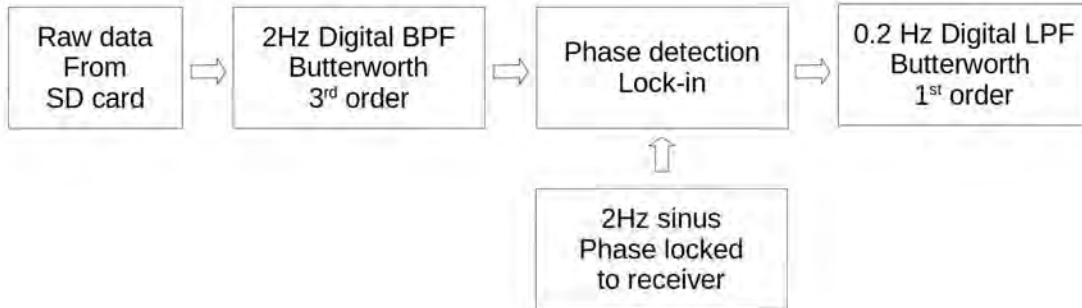 Raw data
From
SD card
2Hz Digital BPF
Butterworth
3rd order
Phase detection
Lock-in
0.2 Hz Digital LPF
Butterworth
1st order
2Hz sinus
Phase locked
to receiver